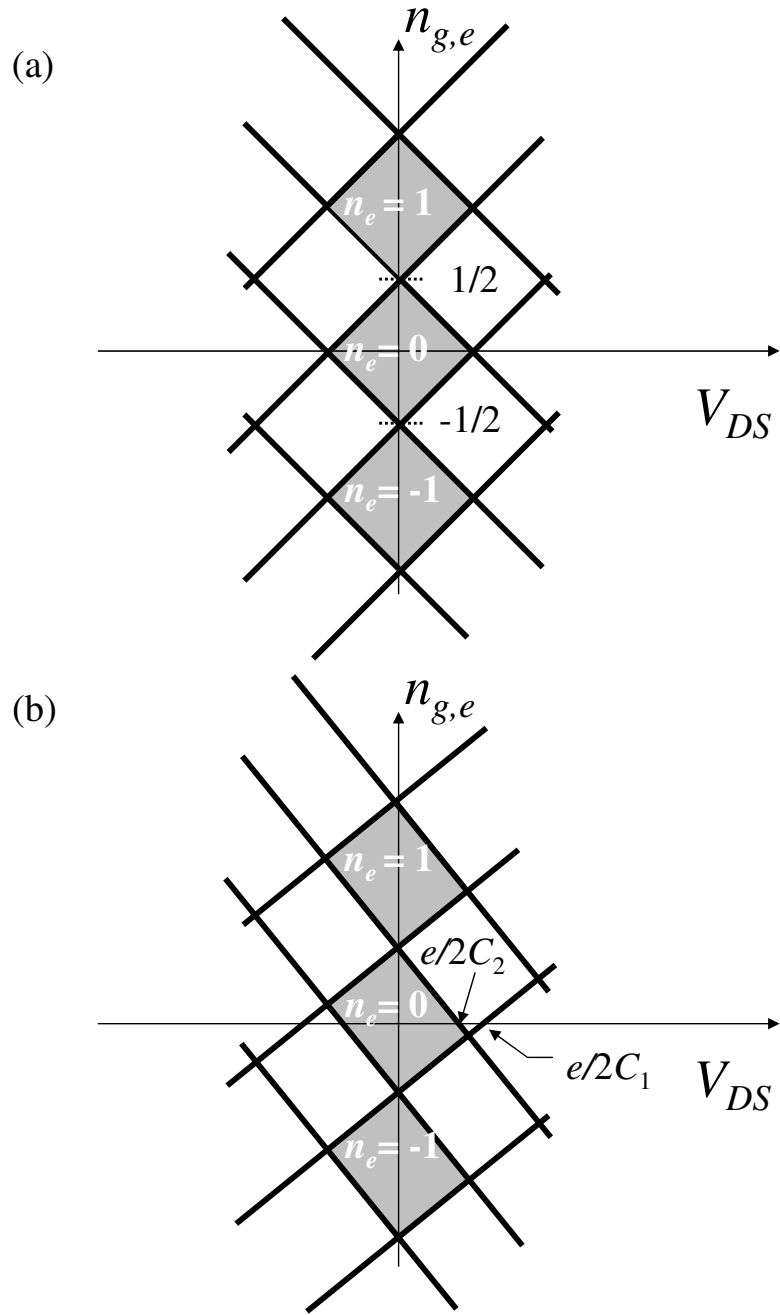 (a)
n_{g,e}
n_e = 1
1/2
n_e = 0
V_{DS}
-1/2
n_e = -1
(b)
n_{g,e}
n_e = 1
e/2C_2
n_e = 0
e/2C_1
V_{DS}
n_e = -1